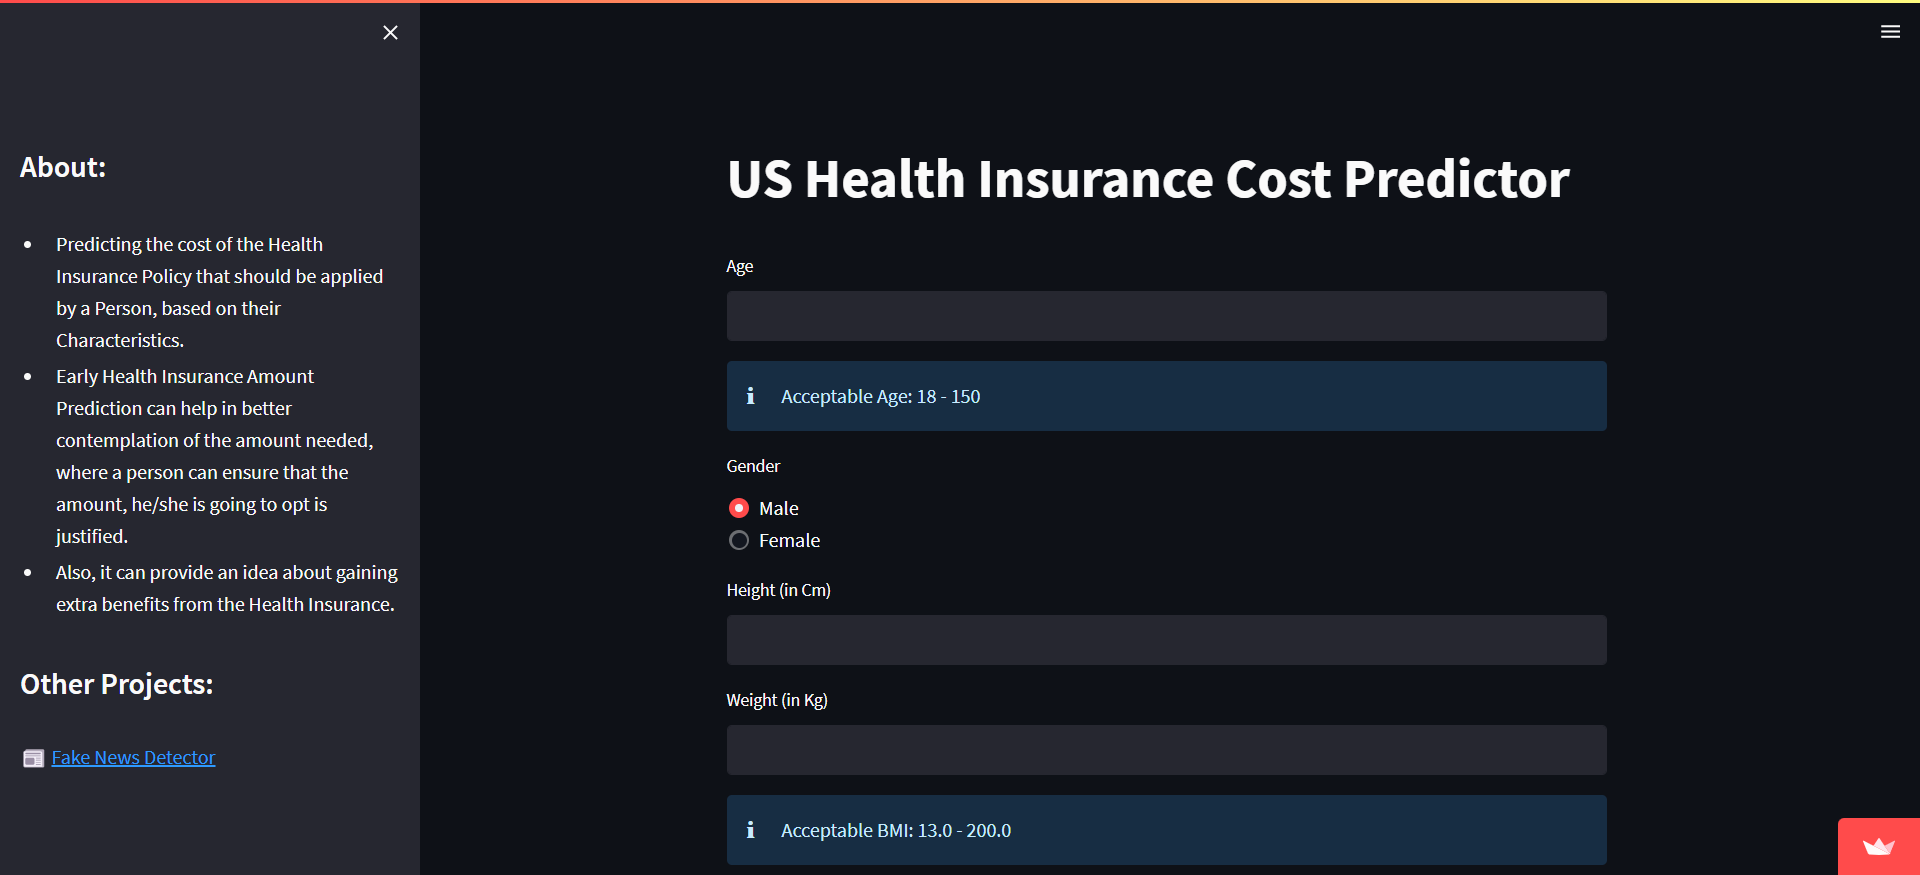 About:
• Predicting the cost of the Health
Insurance Policy that should be applied
by a Person, based on their
Characteristics.
• Early Health Insurance Amount
Prediction can help in better
contemplation of the amount needed,
where a person can ensure that the
amount, he/she is going to opt is
justified.
• Also, it can provide an idea about gaining
extra benefits from the Health Insurance.
Other Projects:
Fake News Detector
US Health Insurance Cost Predictor
Age
Acceptable Age: 18 - 150
Gender
Male
Female
Height (in Cm)
Weight (in Kg)
Acceptable BMI: 13.0 - 200.0